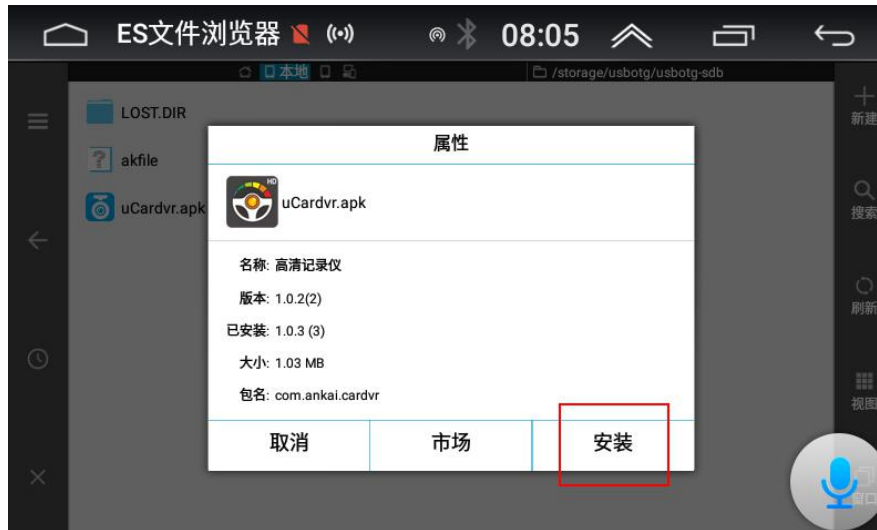 ES文件浏览器 08:05
本地 /storage/usbotg/usbotg-sdb
LOST.DIR
akfile
uCardvr.apk
属性
HD
uCardvr.apk
名称: 高清记录仪
版本: 1.0.2(2)
已安装: 1.0.3 (3)
大小: 1.03 MB
包名: com.ankai.cardvr
取消 市场 安装
新建
搜索
刷新
视图
窗口